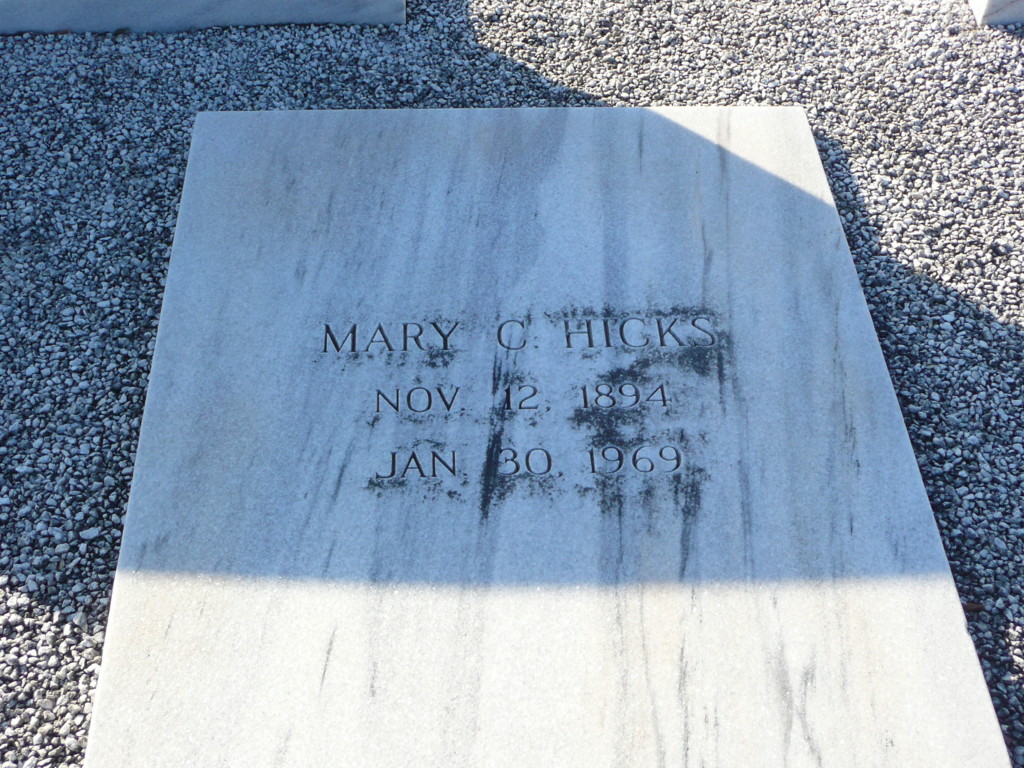 MARY C. HICKS
NOV. 12, 1894
JAN. 30, 1969